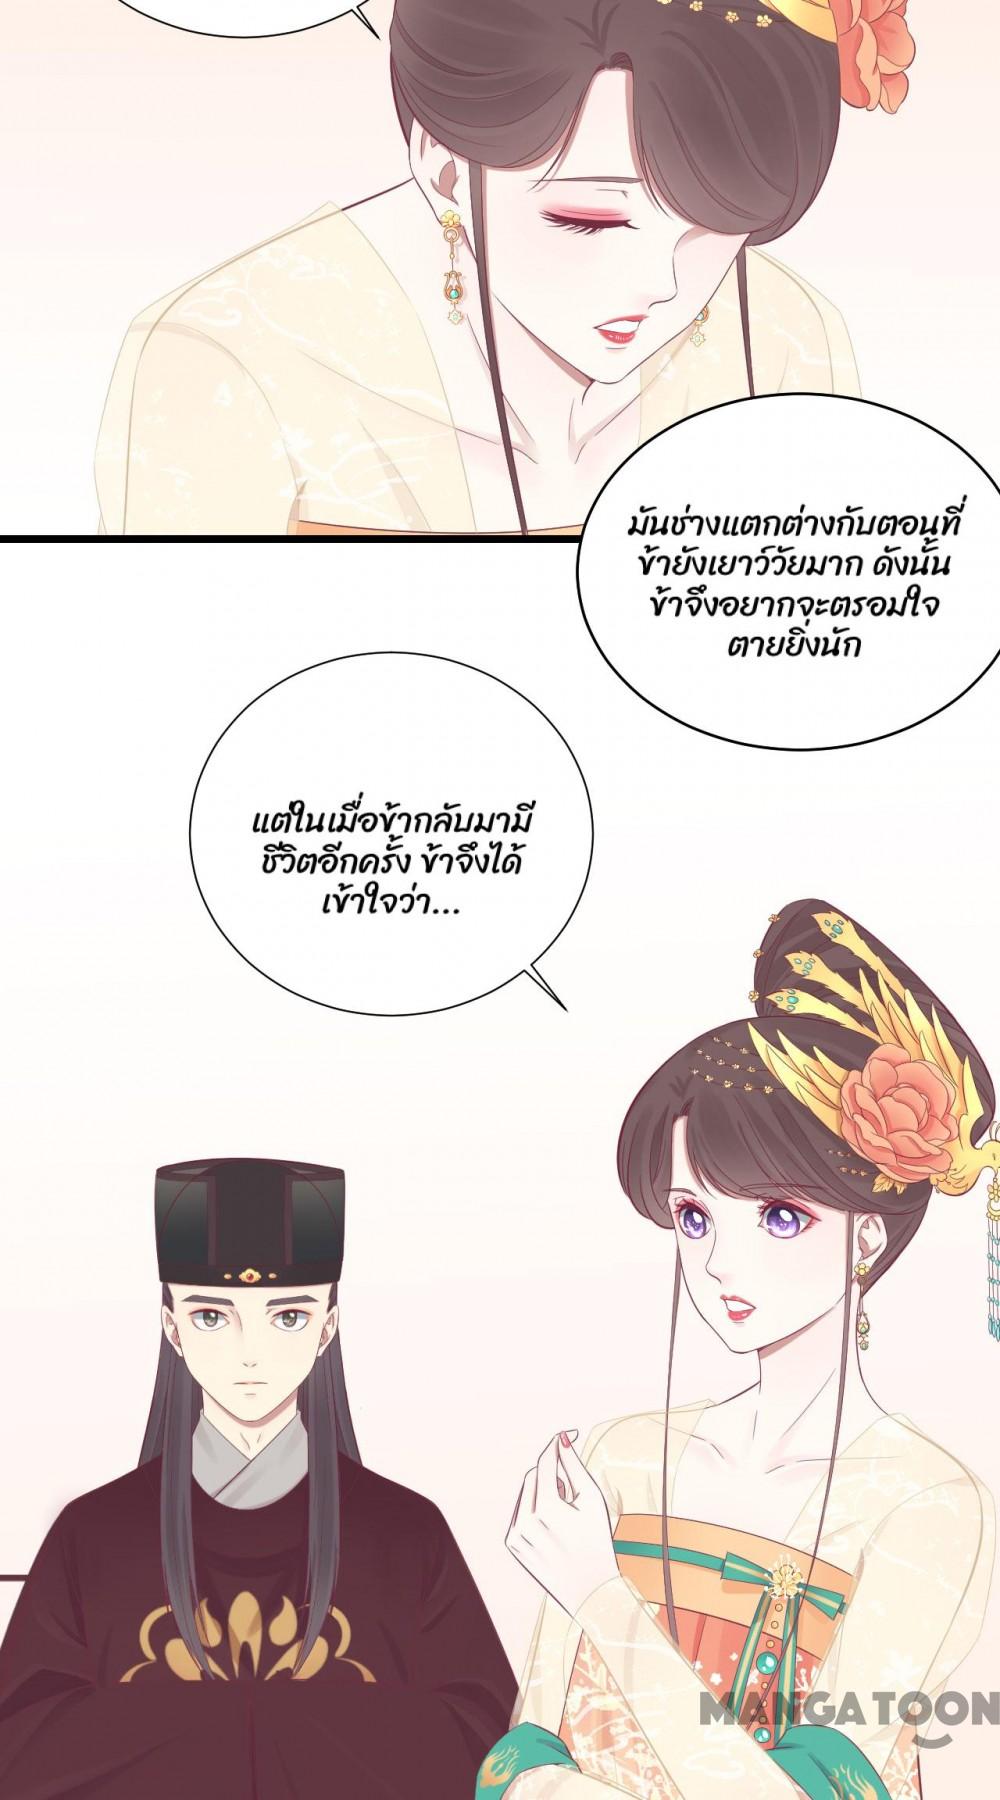 มันช่างแตกต่างกับตอนที่
ข้ายังเยาว์วัยมาก ดังนั้น
ข้าจึงอยากจะตรอมใจ
ตายยิ่งนัก
แต่ในเมื่อข้ากลับมามี
ชีวิตอีกครั้ง ข้าจึงได้
เข้าใจว่า...
MANGATOON